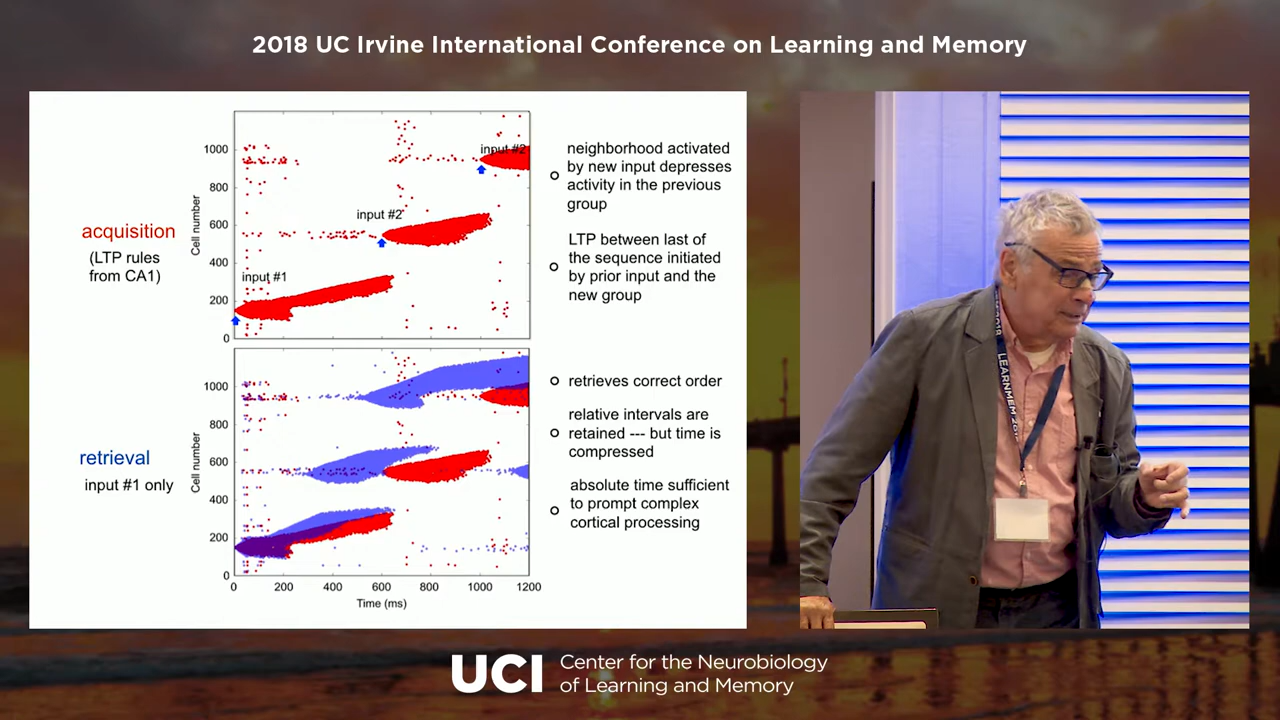 2018 UC Irvine International Conference on Learning and Memory
acquisition
(LTP rules
from CA1)
Cell number
1000
800
600
400
200
0
input #1
input #2
input #2
neighborhood activated
by new input depresses
activity in the previous
group
LTP between last of
the sequence initiated
by prior input and the
new group
retrieval
input #1 only
Cell number
1000
800
600
400
200
0
0 200 400 600 800 1000 1200
Time (ms)
retrieves correct order
relative intervals are
retained --- but time is
compressed
absolute time sufficient
to prompt complex
cortical processing
LEARNMEM 201
UCI
Center for the Neurobiology
of Learning and Memory